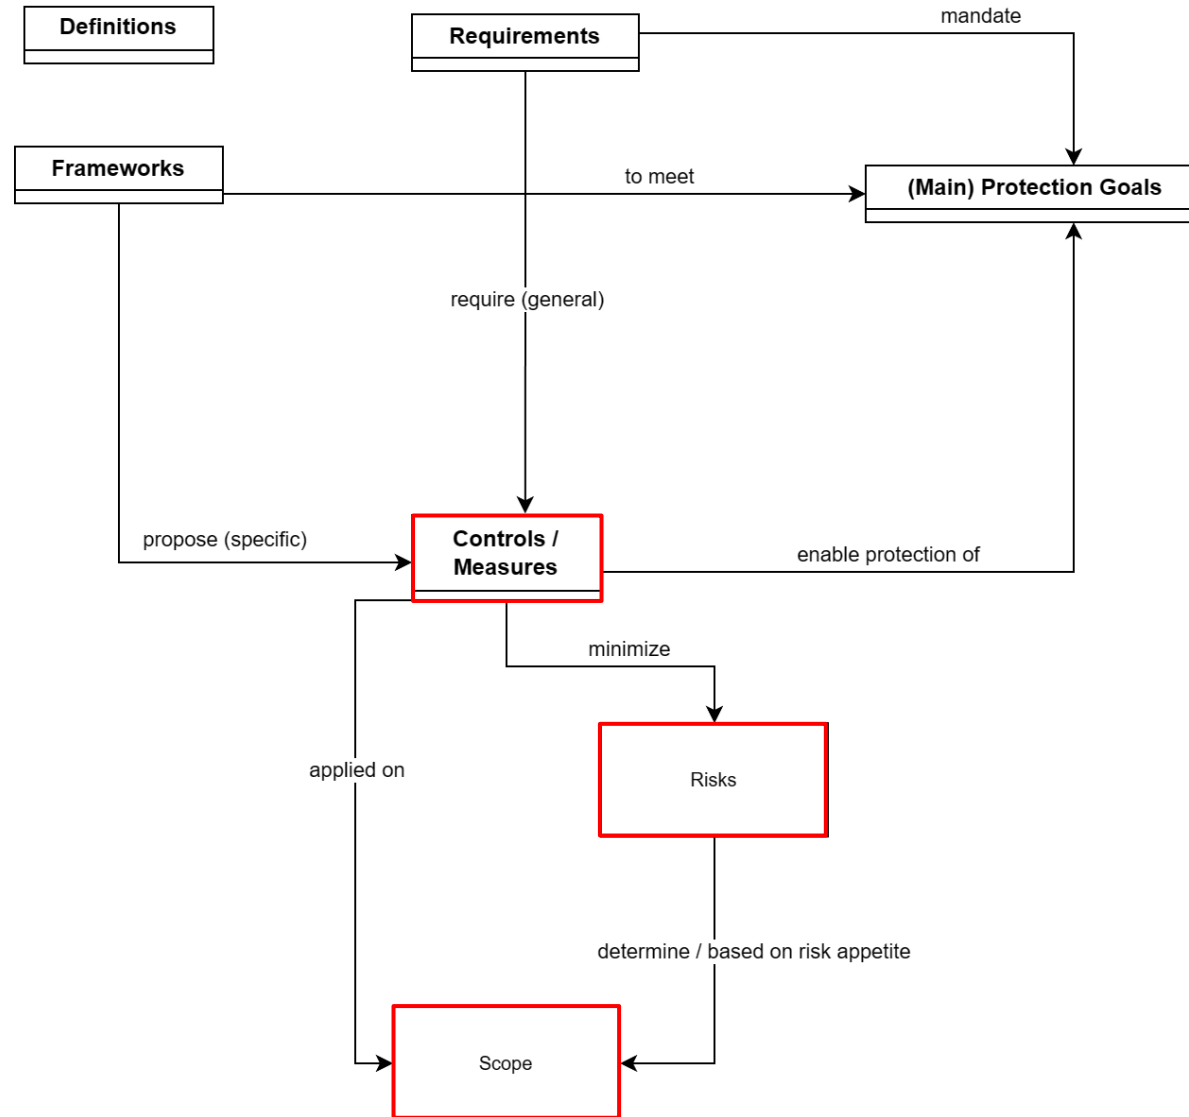 Definitions
Requirements
mandate
Frameworks
to meet
(Main) Protection Goals
require (general)
propose (specific)
Controls /
Measures
enable protection of
minimize
applied on
Risks
determine / based on risk appetite
Scope